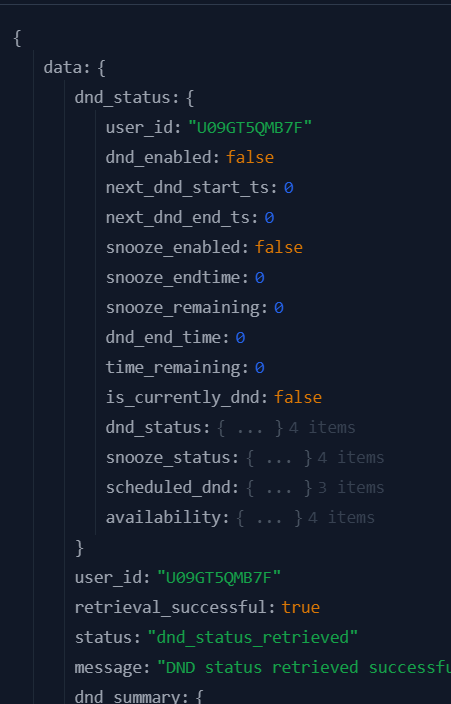 {
data: {
dnd_status: {
user_id: "U09GT5QMB7F"
dnd_enabled: false
next_dnd_start_ts: 0
next_dnd_end_ts: 0
snooze_enabled: false
snooze_endtime: 0
snooze_remaining: 0
dnd_end_time: 0
time_remaining: 0
is_currently_dnd: false
dnd_status: { ... } 4 items
snooze_status: { ... } 4 items
scheduled_dnd: { ... } 3 items
availability: { ... } 4 items
}
user_id: "U09GT5QMB7F"
retrieval_successful: true
status: "dnd_status_retrieved"
message: "DND status retrieved successfu
dnd_summary: {